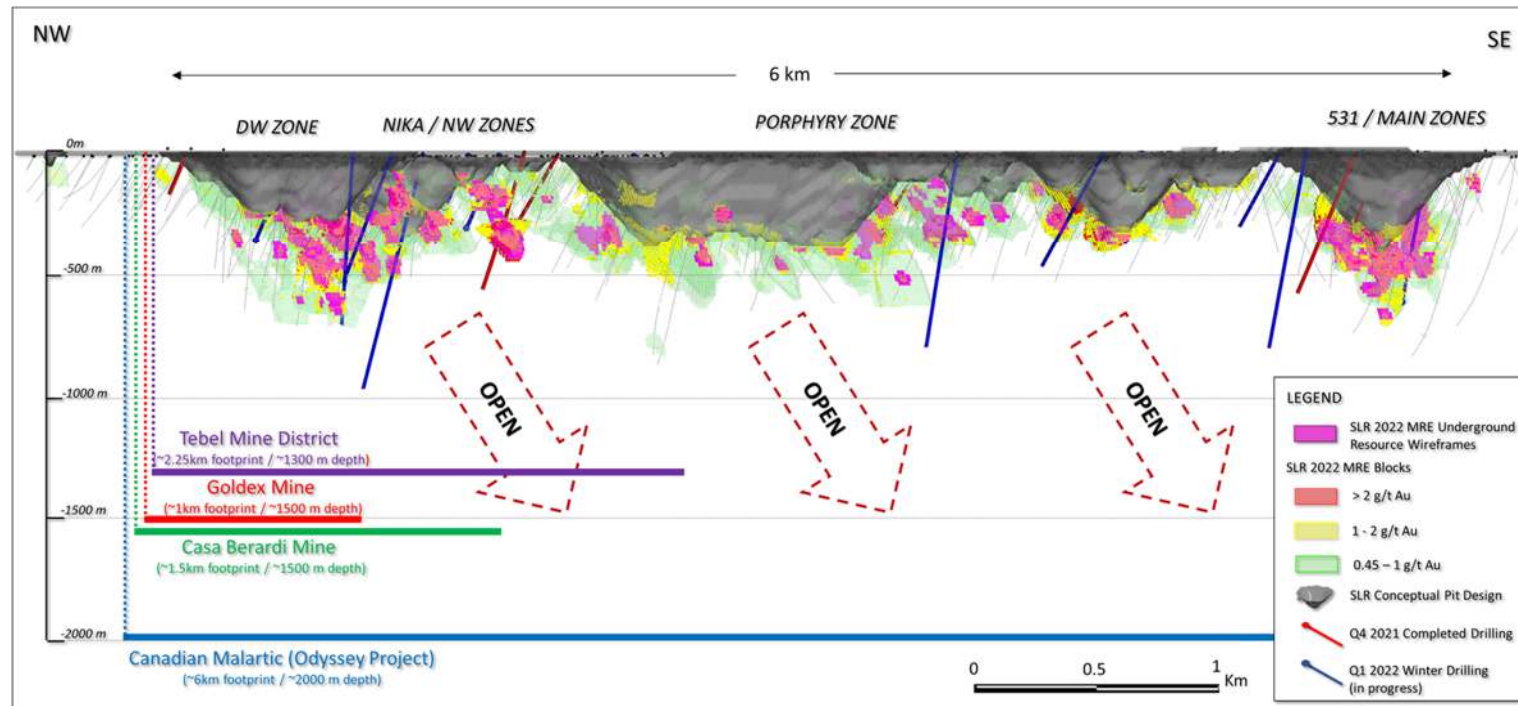 NW
SE
6 km
DW ZONE
NIKA / NW ZONES
PORPHYRY ZONE
531 / MAIN ZONES
0m
-500 m
-1000 m
-1500 m
-2000 m
OPEN
OPEN
OPEN
Tebel Mine District
(~2.25km footprint / ~1300 m depth)
Goldex Mine
(~1km footprint / ~1500 m depth)
Casa Berardi Mine
(~1.5km footprint / ~1500 m depth)
Canadian Malartic (Odyssey Project)
(~6km footprint / ~2000 m depth)
0 0.5 1
Km
LEGEND
SLR 2022 MRE Underground
Resource Wireframes
SLR 2022 MRE Blocks
> 2 g/t Au
1 - 2 g/t Au
0.45 – 1 g/t Au
SLR Conceptual Pit Design
Q4 2021 Completed Drilling
Q1 2022 Winter Drilling
(in progress)